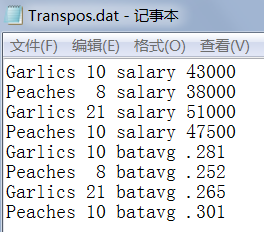 Transpos.dat - 记事本
文件(F) 编辑(E) 格式(O) 查看(V)
Garlics 10 salary 43000
Peaches  8 salary 38000
Garlics 21 salary 51000
Peaches 10 salary 47500
Garlics 10 batavg .281
Peaches  8 batavg .252
Garlics 21 batavg .265
Peaches 10 batavg .301